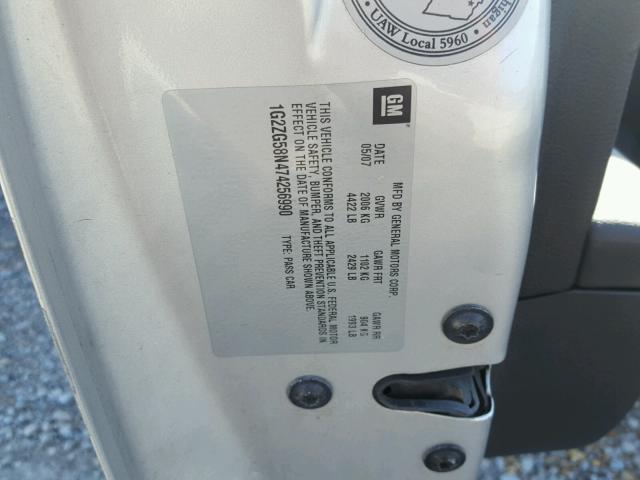 higan
UAW Local 5960
GM
MFD BY GENERAL MOTORS CORP.
DATE GVWR GAWR FRT GAWR RR
05/07 2006 KG 1102 KG 904 KG
4422 LB 2429 LB 1993 LB
THIS VEHICLE CONFORMS TO ALL APPLICABLE U.S. FEDERAL MOTOR
VEHICLE SAFETY, BUMPER, AND THEFT PREVENTION STANDARDS IN
EFFECT ON THE DATE OF MANUFACTURE SHOWN ABOVE.
1G2ZG58N474256990 TYPE: PASS CAR